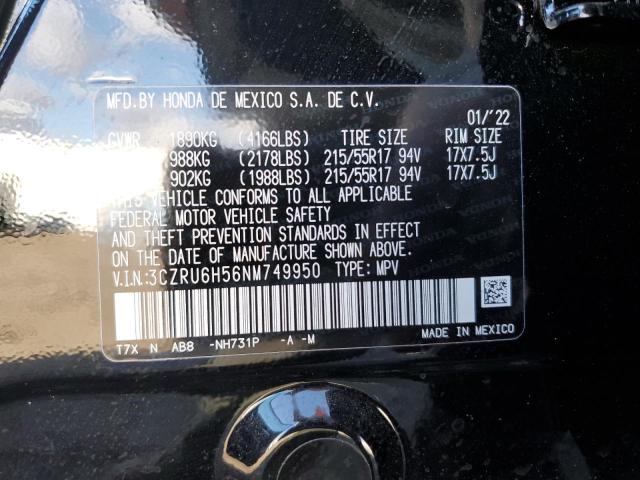 MFD.BY HONDA DE MEXICO S.A. DE C.V.
01/'22
GVWR 1890KG (4166LBS) TIRE SIZE RIM SIZE
988KG (2178LBS) 215/55R17 94V 17X7.5J
902KG (1988LBS) 215/55R17 94V 17X7.5J
THIS VEHICLE CONFORMS TO ALL APPLICABLE
FEDERAL MOTOR VEHICLE SAFETY
AND THEFT PREVENTION STANDARDS IN EFFECT
ON THE DATE OF MANUFACTURE SHOWN ABOVE.
V.I.N:3CZRU6H56NM749950 TYPE: MPV
T7X N AB8 -NH731P -A -M
MADE IN MEXICO